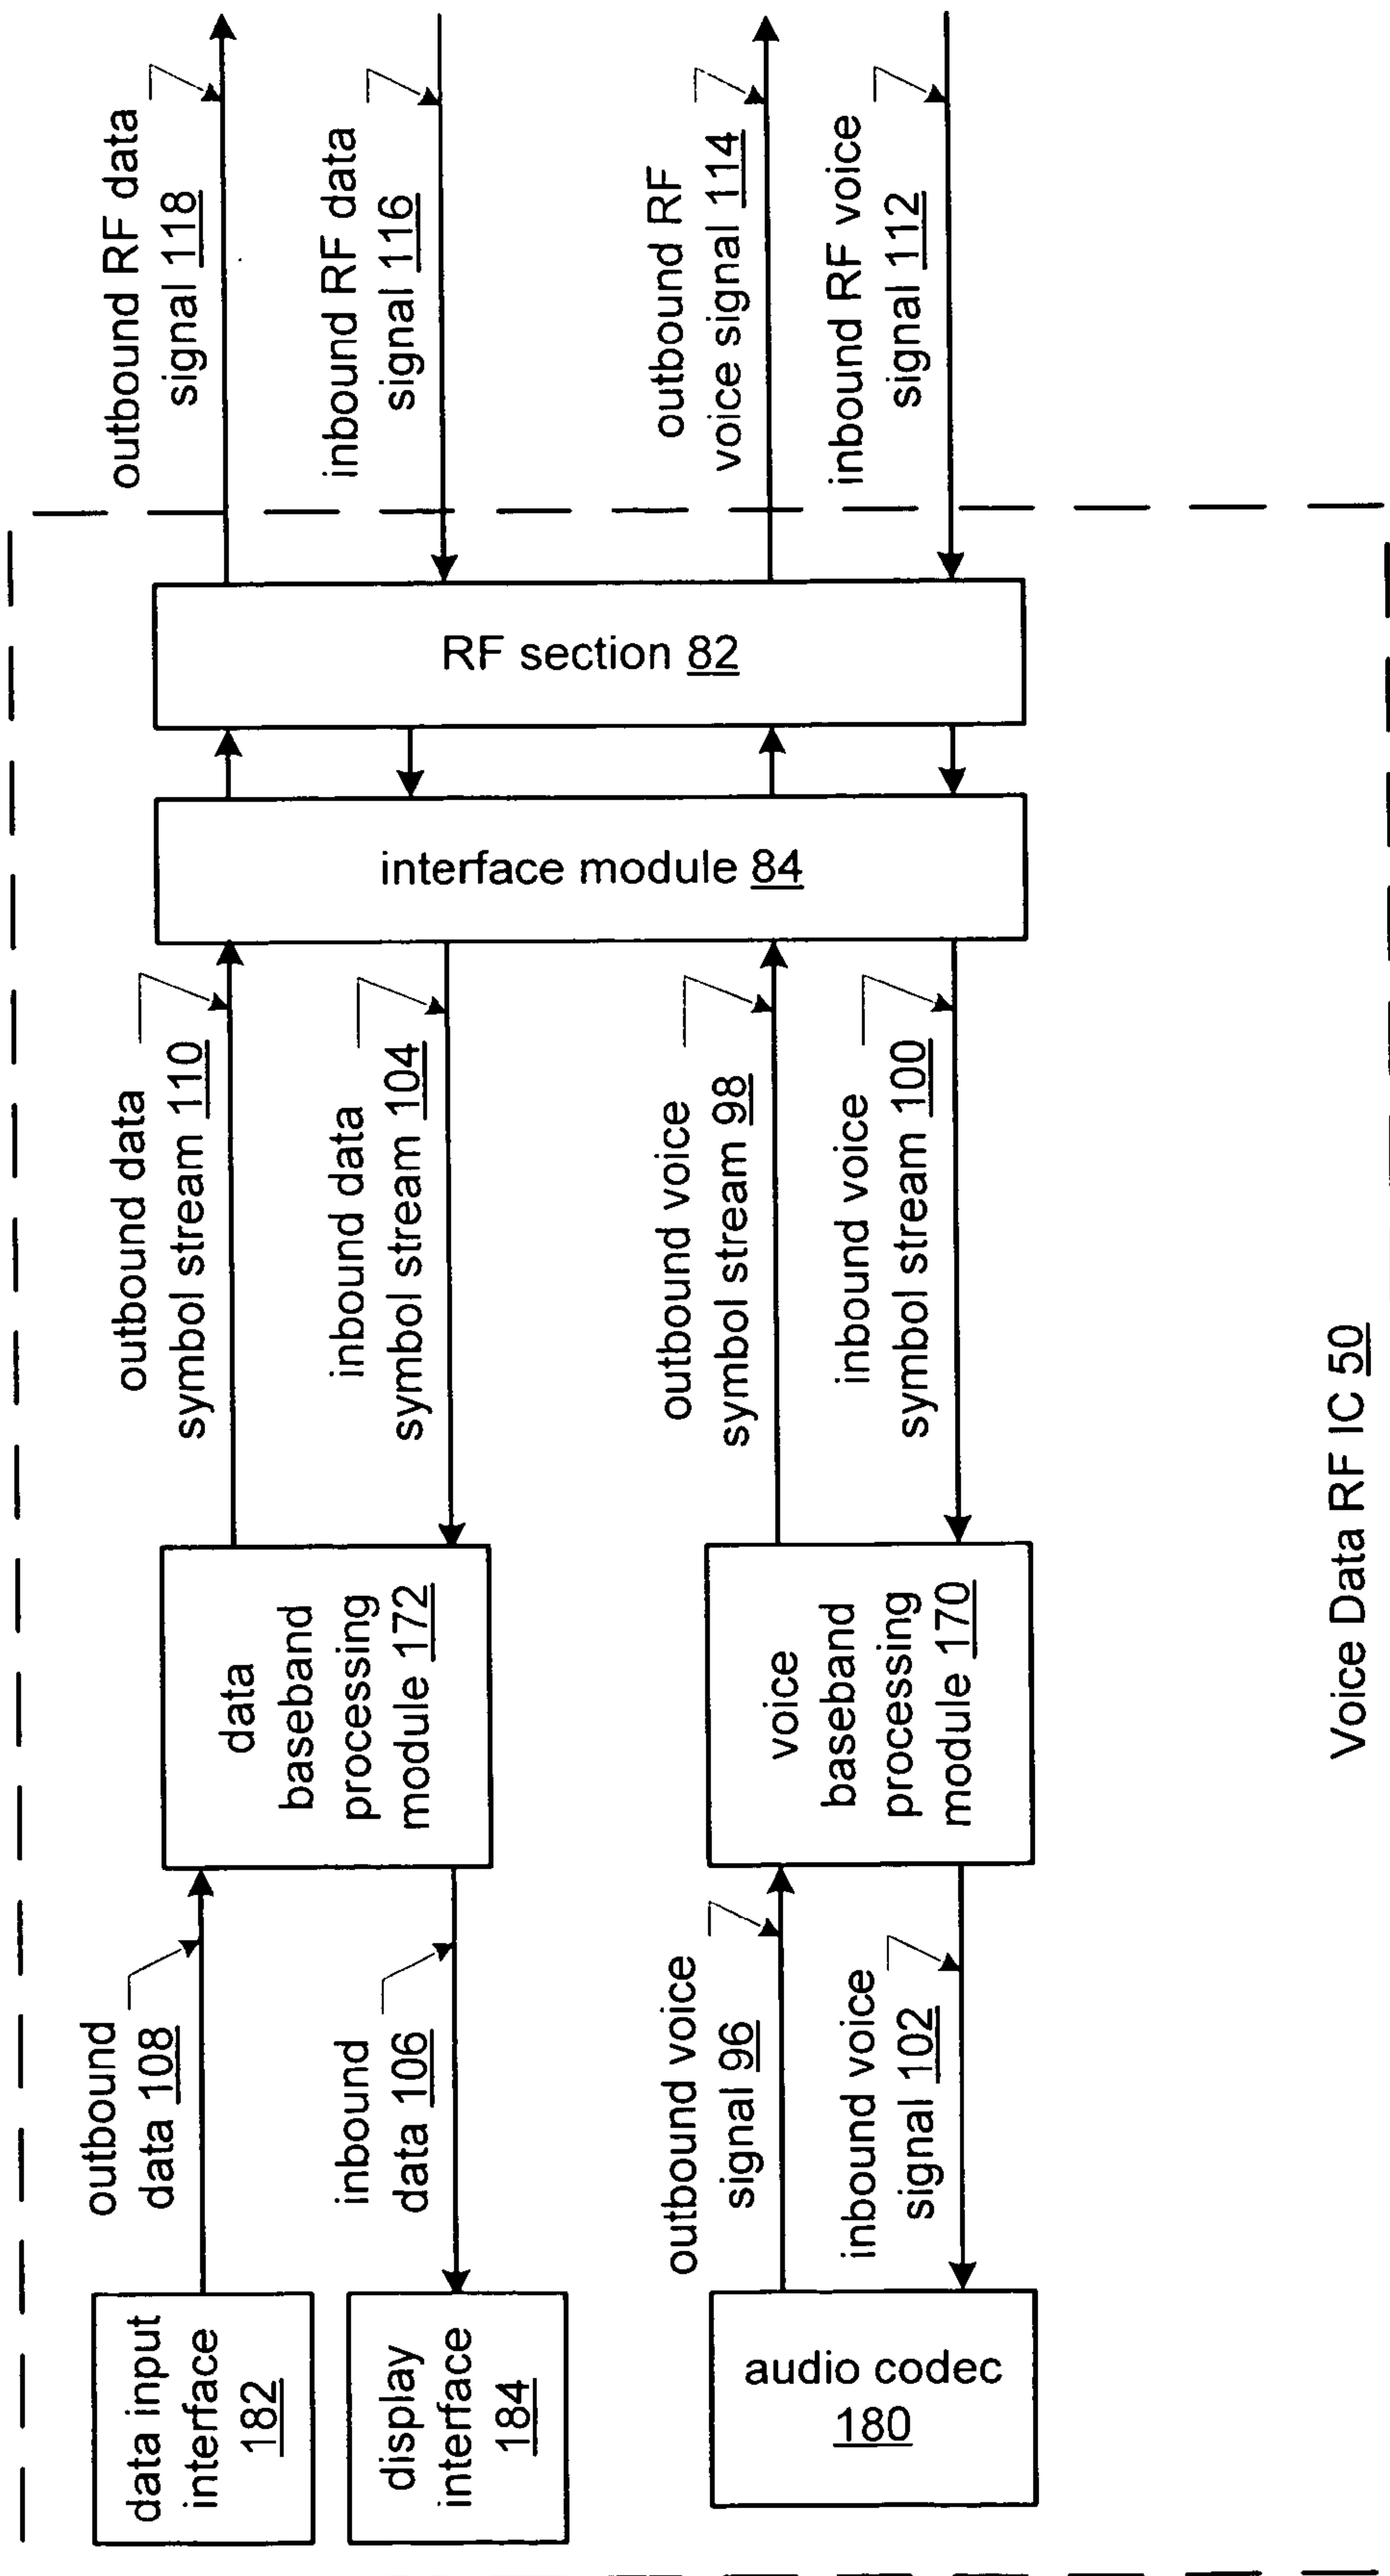 outbound RF data
signal 118
inbound RF data
signal 116
outbound RF
voice signal 114
inbound RF voice
signal 112
RF section 82
interface module 84
outbound data
symbol stream 110
inbound data
symbol stream 104
outbound voice
symbol stream 98
inbound voice
symbol stream 100
data
baseband
processing
module 172
voice
baseband
processing
module 170
outbound
data 108
inbound
data 106
outbound voice
signal 96
inbound voice
signal 102
data input
interface
182
display
interface
184
audio codec
180
Voice Data RF IC 50